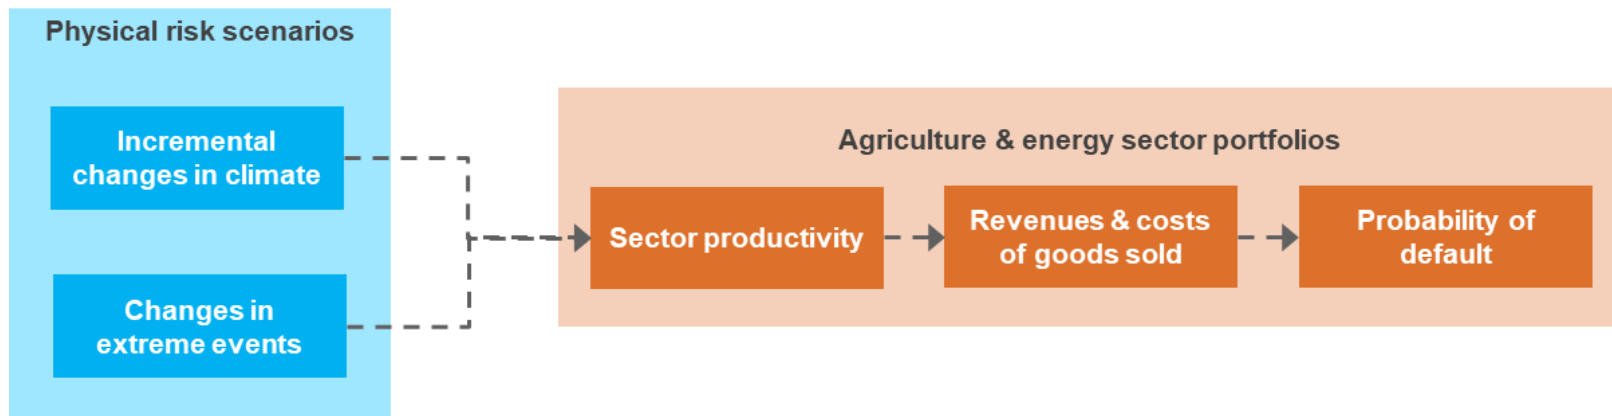 Physical risk scenarios
Incremental
changes in climate
Changes in
extreme events
Agriculture & energy sector portfolios
Sector productivity
Revenues & costs
of goods sold
Probability of
default